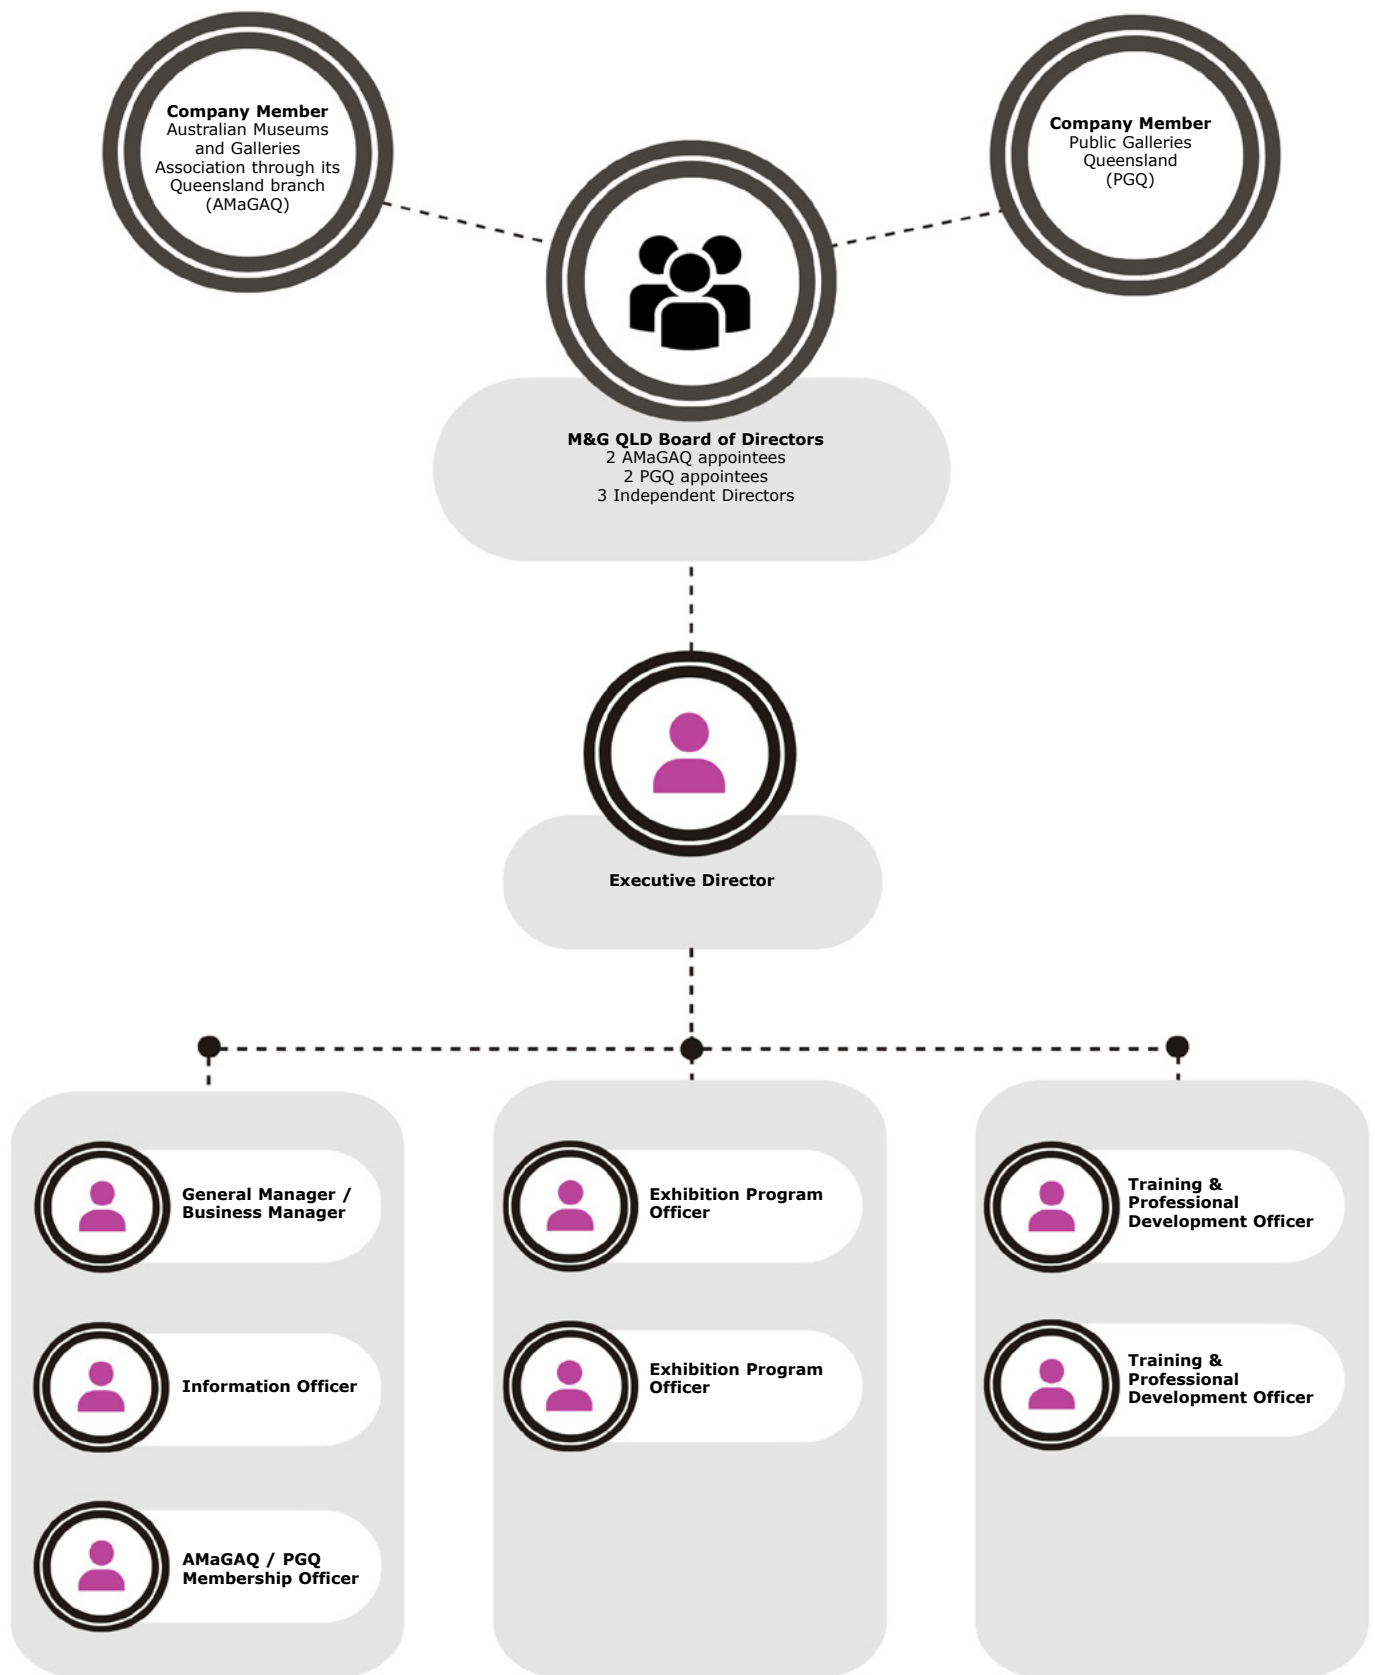 Company Member
Australian Museums
and Galleries
Association through its
Queensland branch
(AMaGAQ)
Company Member
Public Galleries
Queensland
(PGQ)
M&G QLD Board of Directors
2 AMaGAQ appointees
2 PGQ appointees
3 Independent Directors
Executive Director
General Manager /
Business Manager
Information Officer
AMaGAQ / PGQ
Membership Officer
Exhibition Program
Officer
Exhibition Program
Officer
Training &
Professional
Development Officer
Training &
Professional
Development Officer